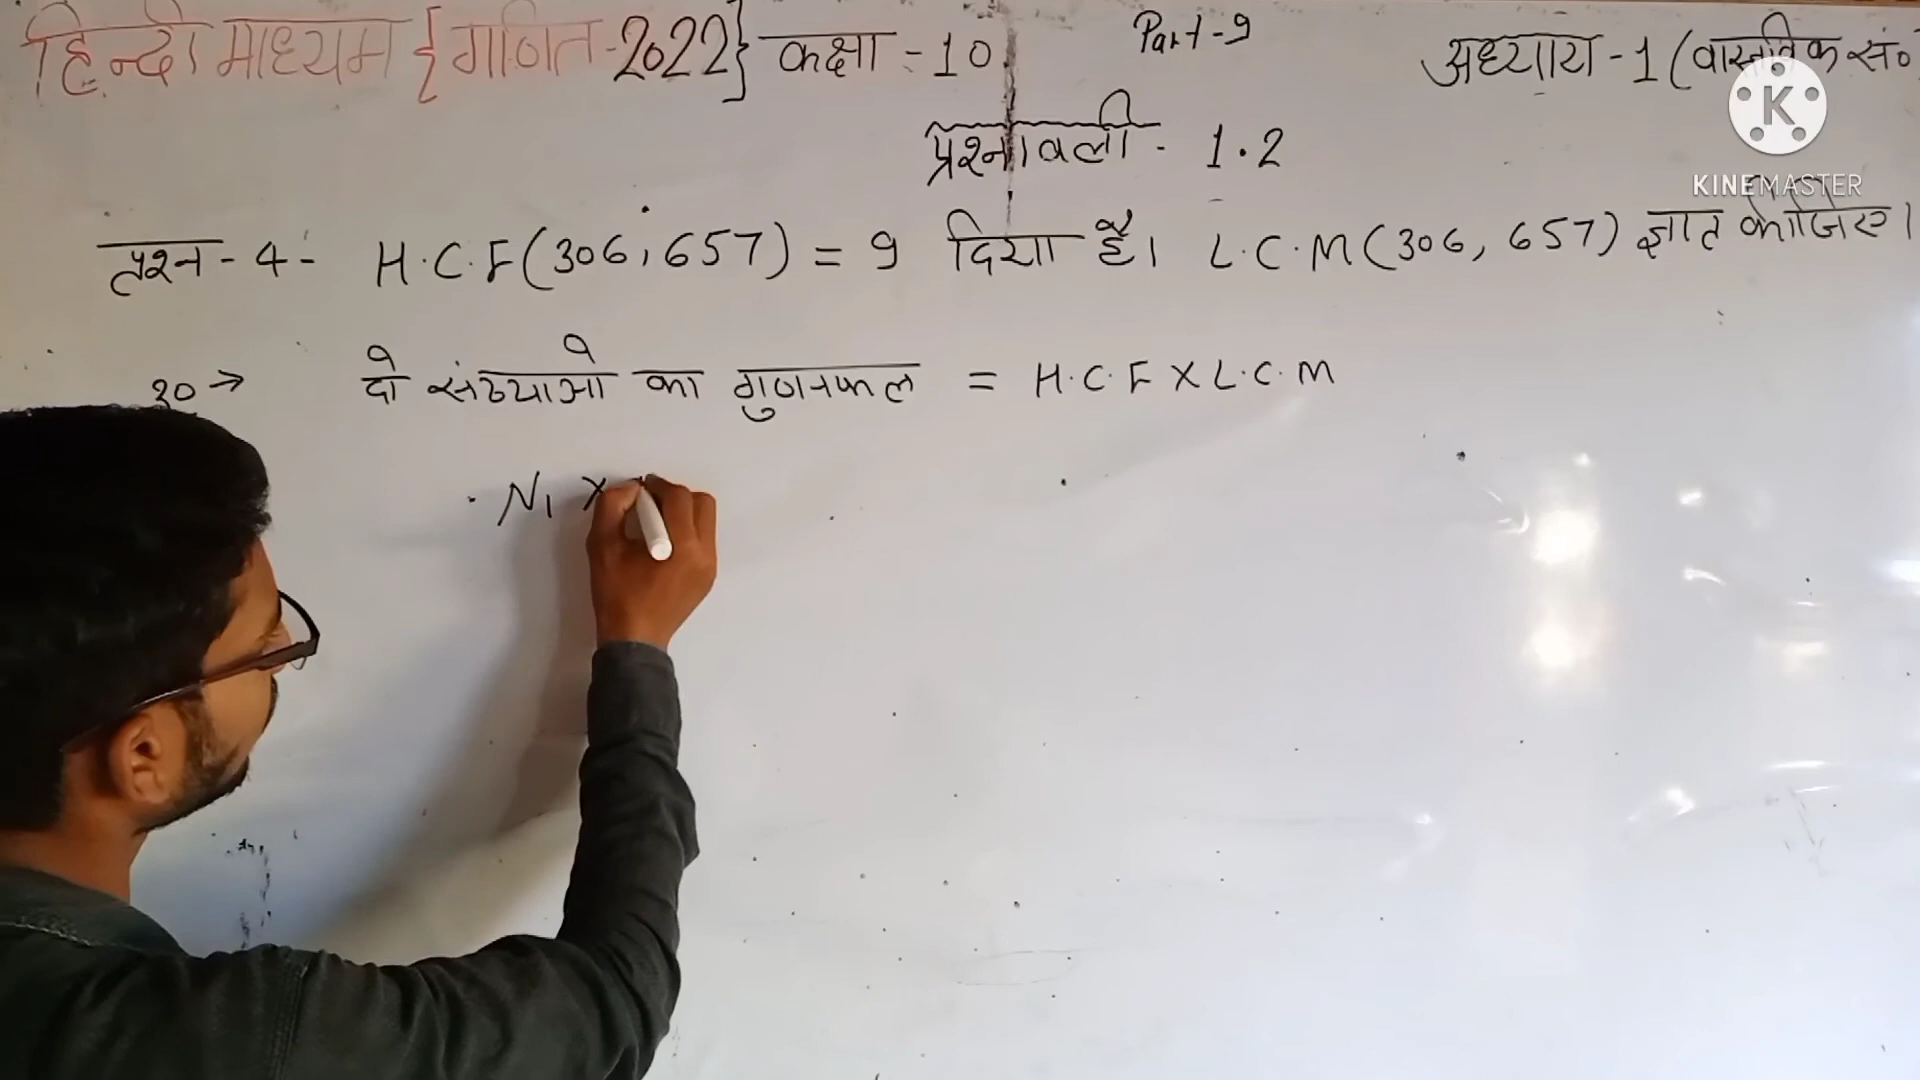 हिन्दी माध्यम {गणित-2022} कक्षा - 10 Part-9 अध्याय-1 (वास्तविक सं०
प्रश्नावली - 1.2
K
KINEMASTER
प्रश्न-4- H.C.F(306,657) = 9 दिया है। L.C.M(306, 657) ज्ञात कीजिए।
उ0→ दो संख्याओ का गुणनफल = H.C.F X L.C.M
N1 X